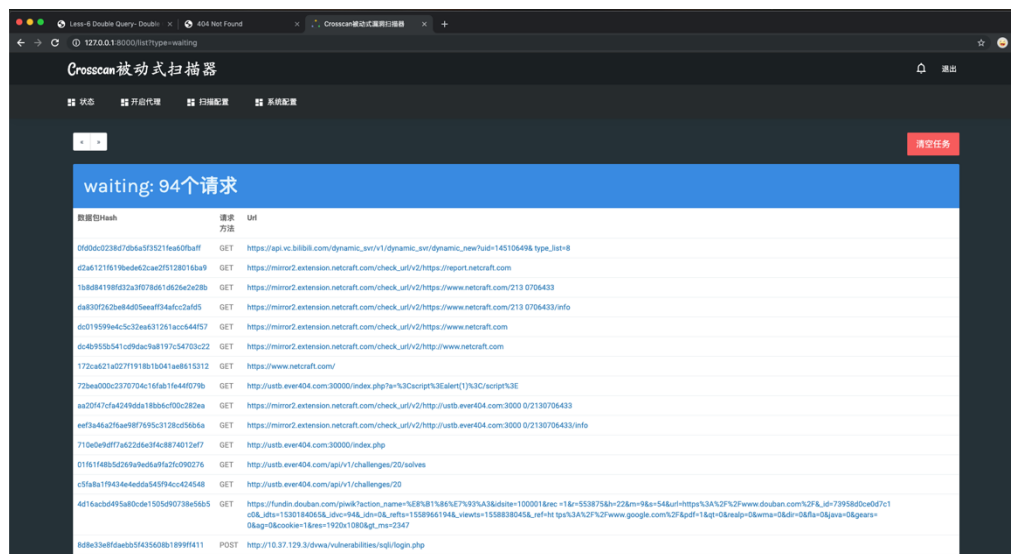 Less-6 Double Query- Double
404 Not Found
Crosscan被动式漏洞扫描器
127.0.0.1:8000/list?type=waiting
Crosscan被动式扫描器
退出
状态 开启代理 扫描配置 系统配置
« »
清空任务
waiting: 94个请求
数据包Hash 请求方法 Url
0fd0dc0238d7db6a5f3521fea60fbaff GET https://api.vc.bilibili.com/dynamic_svr/v1/dynamic_svr/dynamic_new?uid=14510649& type_list=8
d2a6121f619bede62cae2f5128016ba9 GET https://mirror2.extension.netcraft.com/check_url/v2/https://report.netcraft.com
1b8d84198fd32a3f078d61d626e2e28b GET https://mirror2.extension.netcraft.com/check_url/v2/https://www.netcraft.com/213 0706433
da830f262be84d05eeaff34afcc2afd5 GET https://mirror2.extension.netcraft.com/check_url/v2/https://www.netcraft.com/213 0706433/info
dc019599e4c5c32ea631261acc644f57 GET https://mirror2.extension.netcraft.com/check_url/v2/https://www.netcraft.com
dc4b955b541cd9dac9a8197c54703c22 GET https://mirror2.extension.netcraft.com/check_url/v2/http://www.netcraft.com
172ca621a027f1918b1b041ae8615312 GET https://www.netcraft.com/
72bea000c2370704c16fab1fe44f079b GET http://ustb.ever404.com:30000/index.php?a=%3Cscript%3Ealert(1)%3C/script%3E
aa20f47cfa4249dda18bb6cf00c282ea GET https://mirror2.extension.netcraft.com/check_url/v2/http://ustb.ever404.com:3000 0/2130706433
eef3a46a2f6ae98f7695c3128cd56b6a GET https://mirror2.extension.netcraft.com/check_url/v2/http://ustb.ever404.com:3000 0/2130706433/info
710e0e9dff7a622d6e3f4c8874012ef7 GET http://ustb.ever404.com:30000/index.php
01f61f48b5d269a9ed6a9fa2fc090276 GET http://ustb.ever404.com/api/v1/challenges/20/solves
c5fa8a1f9434e4edda545f94cc424548 GET http://ustb.ever404.com/api/v1/challenges/20
4d16acbd495a80cde1505d90738e56b5 GET https://fundin.douban.com/piwik?action_name=%E8%B1%86%E7%93%A3&idsite=100001&rec =1&r=553875&h=22&m=9&s=54&url=https%3A%2F%2Fwww.douban.com%2F&_id=73958d0ce0d7c1
c0&_idts=1530184065&_idvc=94&_idn=0&_refts=1558966194&_viewts=1558838045&_ref=ht tps%3A%2F%2Fwww.google.com%2F&pdf=1&qt=0&realp=0&wma=0&dir=0&fla=0&java=0&gears=
0&ag=0&cookie=1&res=1920x1080&gt_ms=2347
8d8e33e8fdaebb5f435608b1899ff411 POST http://10.37.129.3/dvwa/vulnerabilities/sqli/login.php